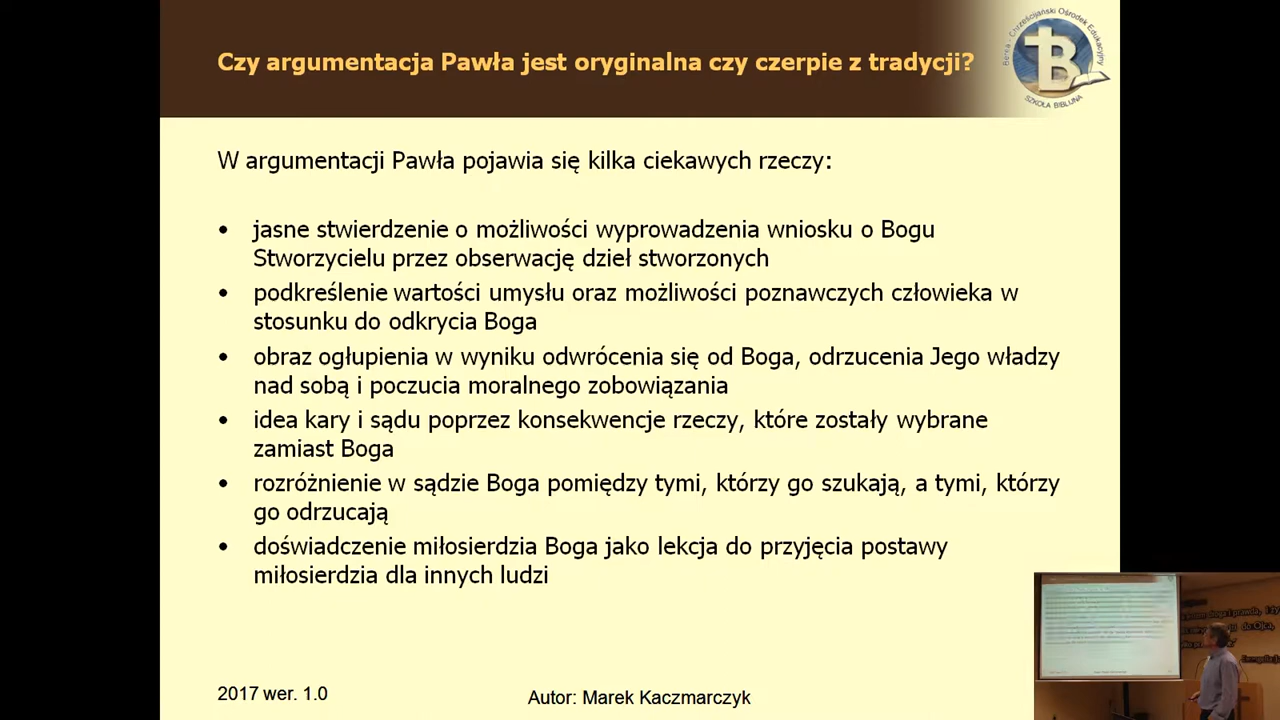 Czy argumentacja Pawła jest oryginalna czy czerpie z tradycji?
Berea - Chrześcijański Ośrodek Edukacyjny
B
SZKOŁA BIBLIJNA
W argumentacji Pawła pojawia się kilka ciekawych rzeczy:
• jasne stwierdzenie o możliwości wyprowadzenia wniosku o Bogu
Stworzycielu przez obserwację dzieł stworzonych
• podkreślenie wartości umysłu oraz możliwości poznawczych człowieka w
stosunku do odkrycia Boga
• obraz ogłupienia w wyniku odwrócenia się od Boga, odrzucenia Jego władzy
nad sobą i poczucia moralnego zobowiązania
• idea kary i sądu poprzez konsekwencje rzeczy, które zostały wybrane
zamiast Boga
• rozróżnienie w sądzie Boga pomiędzy tymi, którzy go szukają, a tymi, którzy
go odrzucają
• doświadczenie miłosierdzia Boga jako lekcja do przyjęcia postawy
miłosierdzia dla innych ludzi
2017 wer. 1.0
Autor: Marek Kaczmarczyk